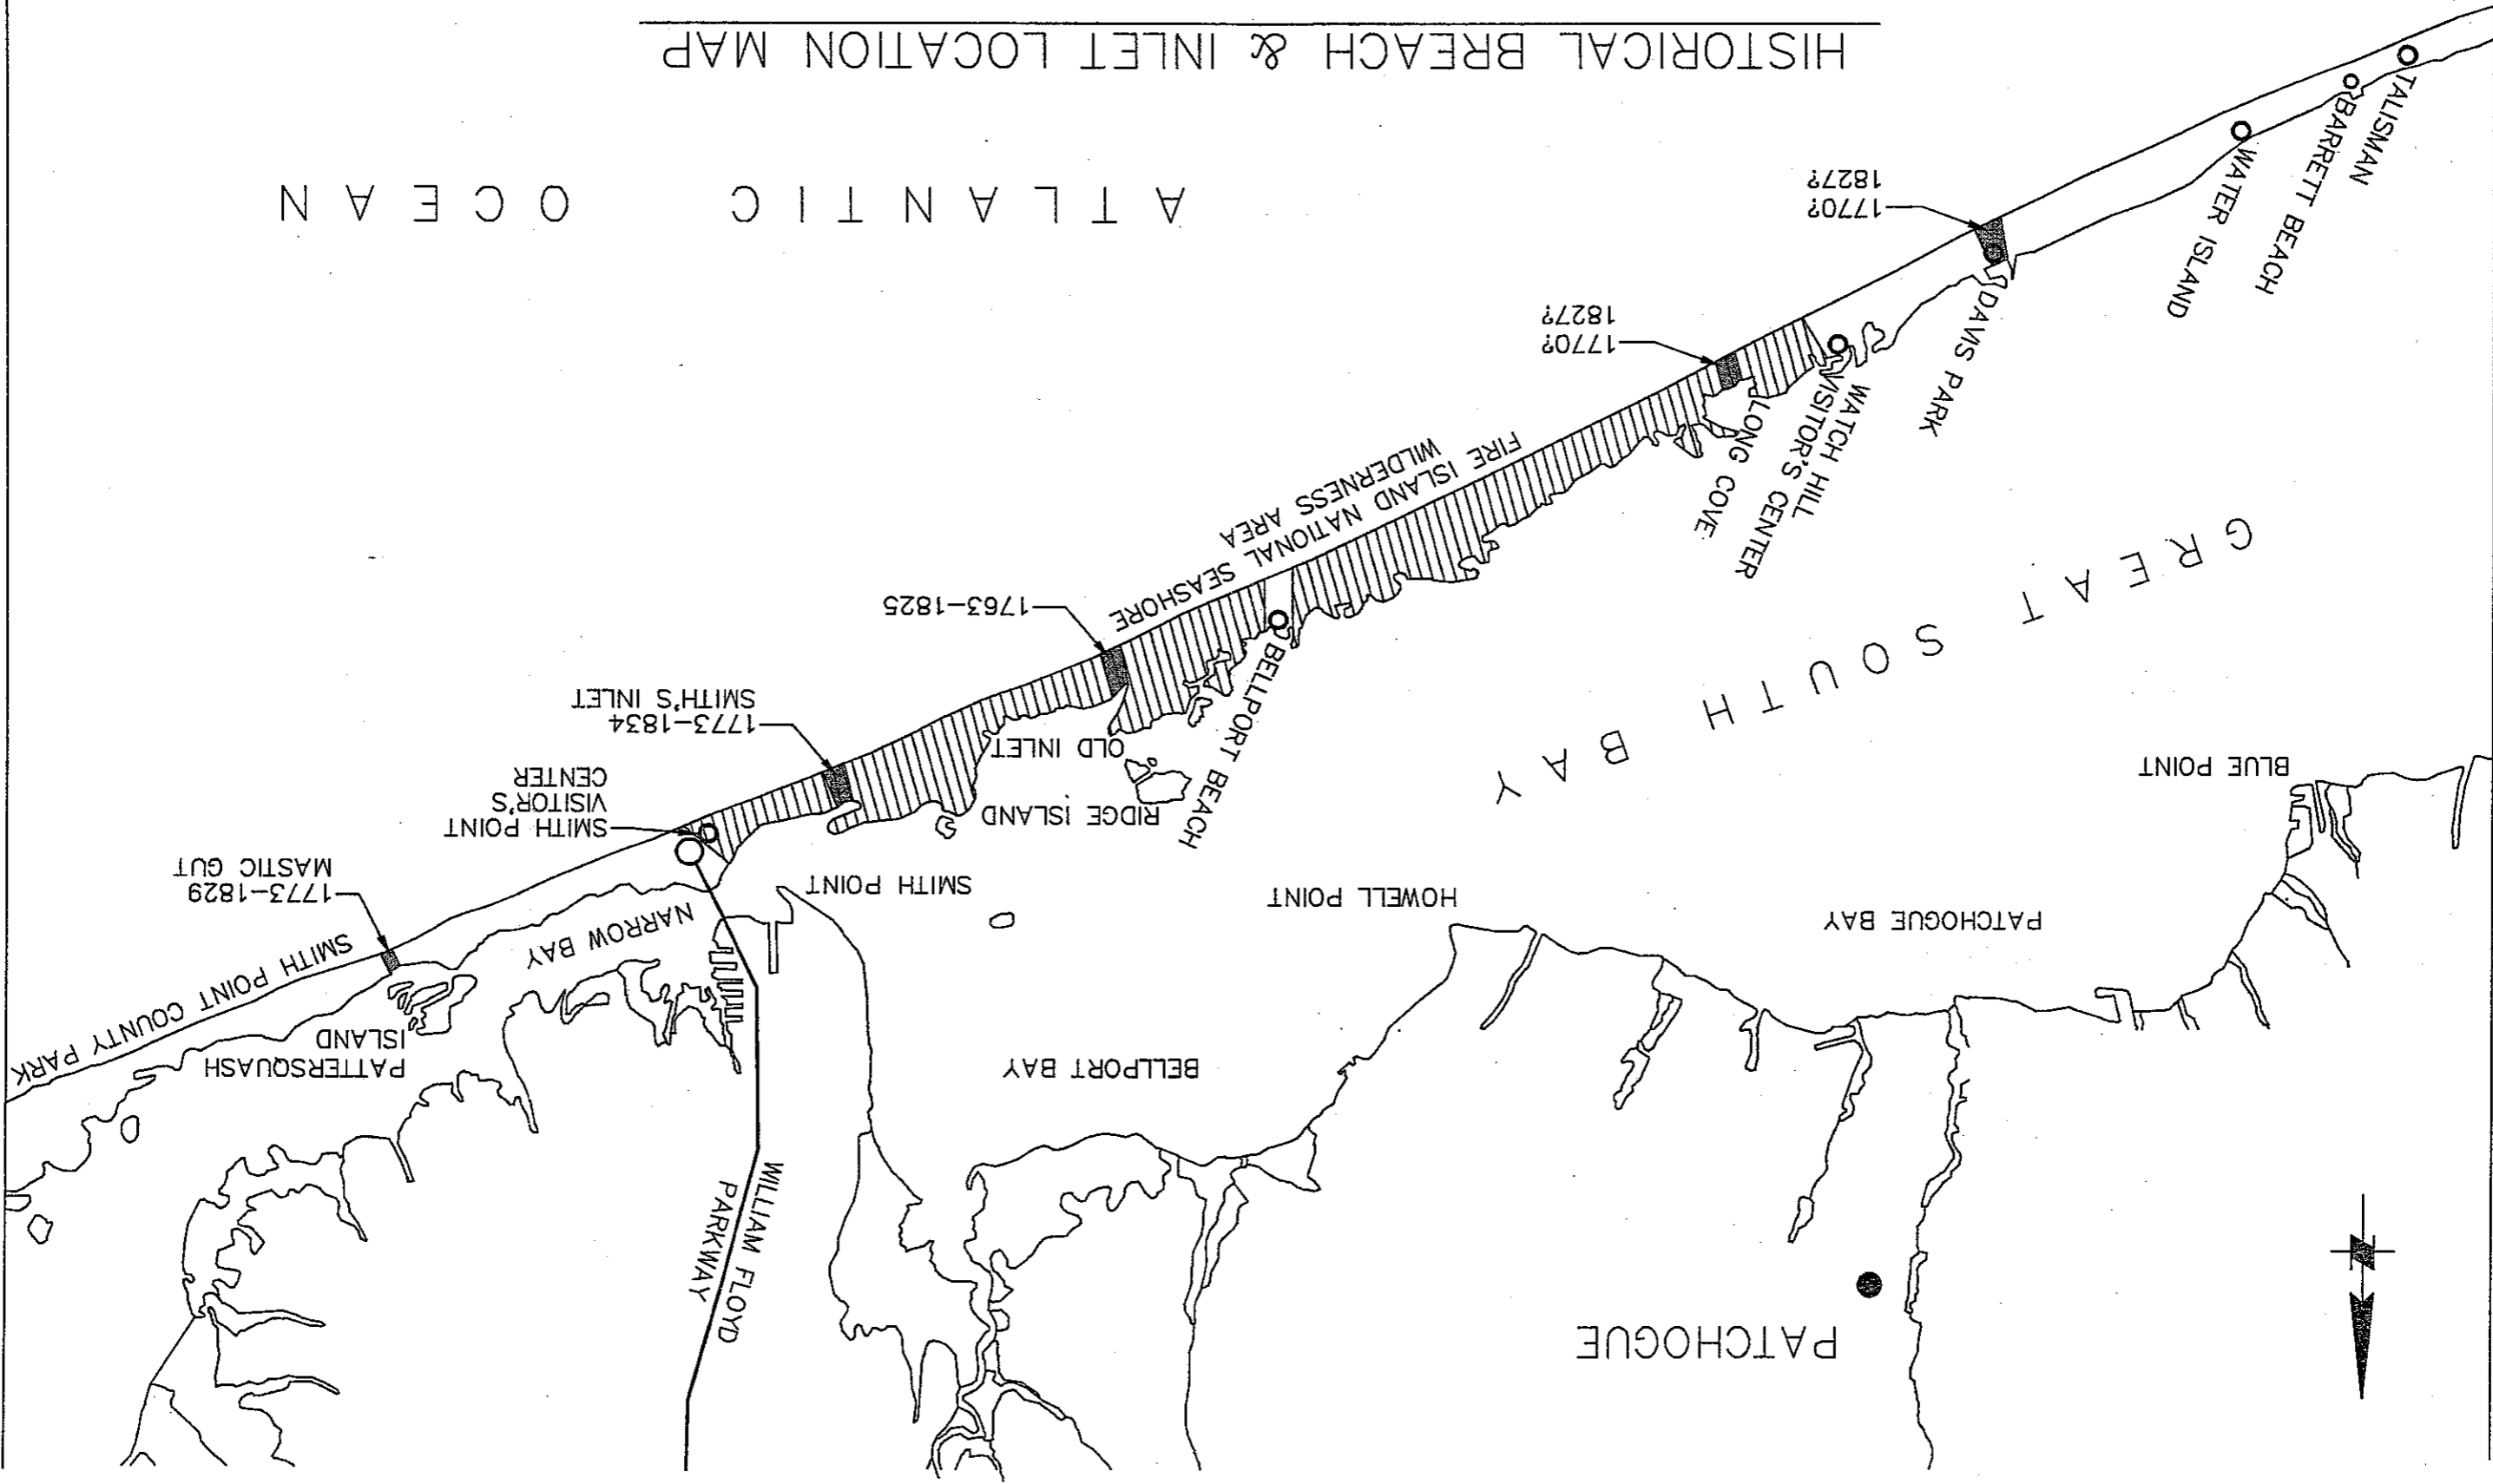 PATCHOGUE
N
WILLIAM FLOYD
PARKWAY
BELLPORT BAY
PATTERSQUASH
ISLAND
SMITH POINT COUNTY PARK
PATCHOGUE BAY
HOWELL POINT
SMITH POINT
NARROW BAY
1773-1829
MASTIC GUT
BLUE POINT
RIDGE ISLAND
OLD INLET
SMITH POINT
VISITOR'S
CENTER
GREAT SOUTH BAY
BELLPORT BEACH
1773-1834
SMITH'S INLET
1763-1825
WATCH HILL
VISITOR'S CENTER
LONG COVE
FIRE ISLAND NATIONAL SEASHORE
WILDERNESS AREA
DAVIS PARK
1770?
1827?
WATER ISLAND
BARRETT BEACH
TALISMAN
1770?
1827?
ATLANTIC OCEAN
HISTORICAL BREACH & INLET LOCATION MAP